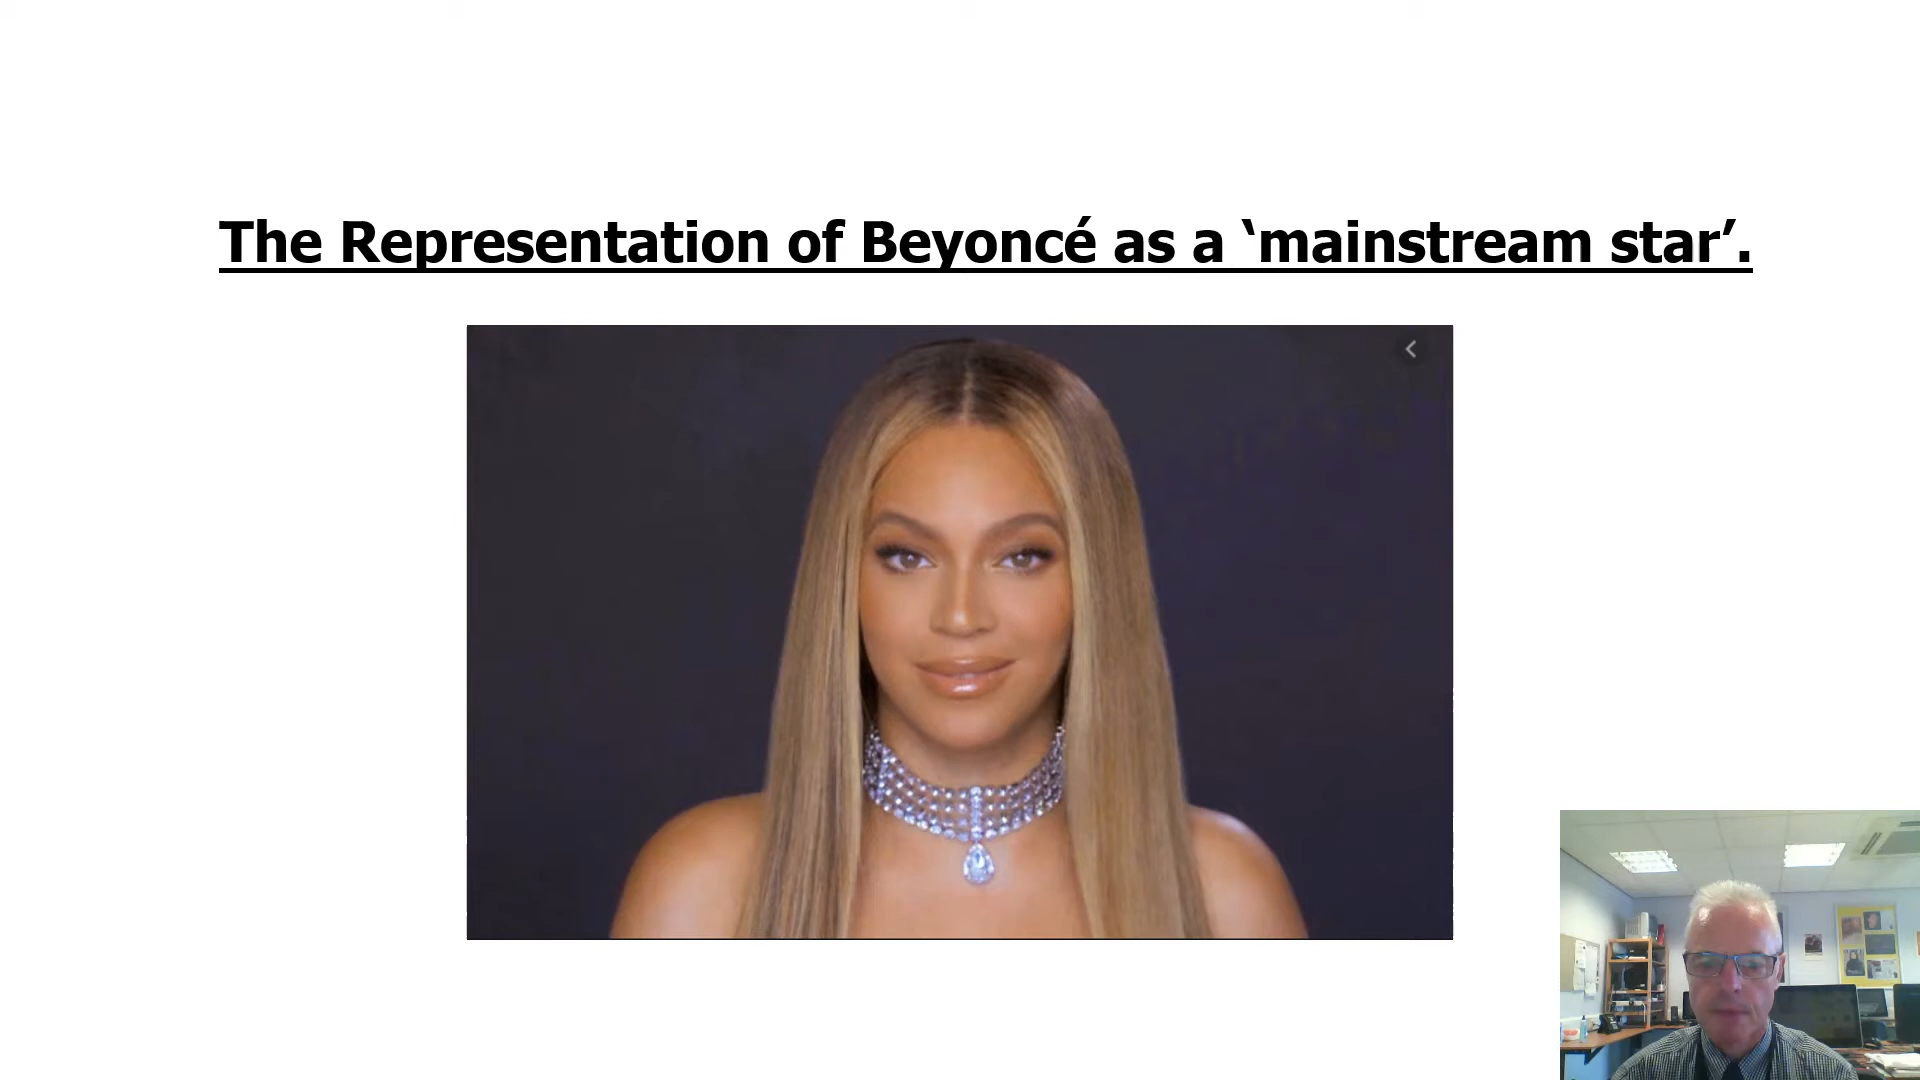 The Representation of Beyoncé as a ‘mainstream star’.